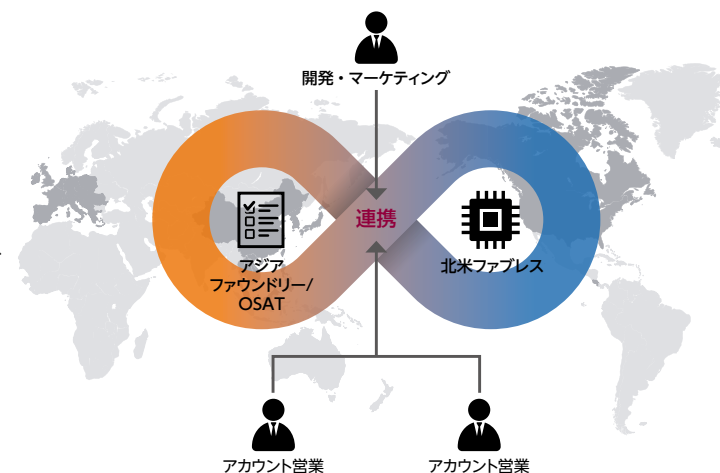 開発・マーケティング
連携
アジア
ファウンドリー/
OSAT
北米ファブレス
アカウント営業
アカウント営業